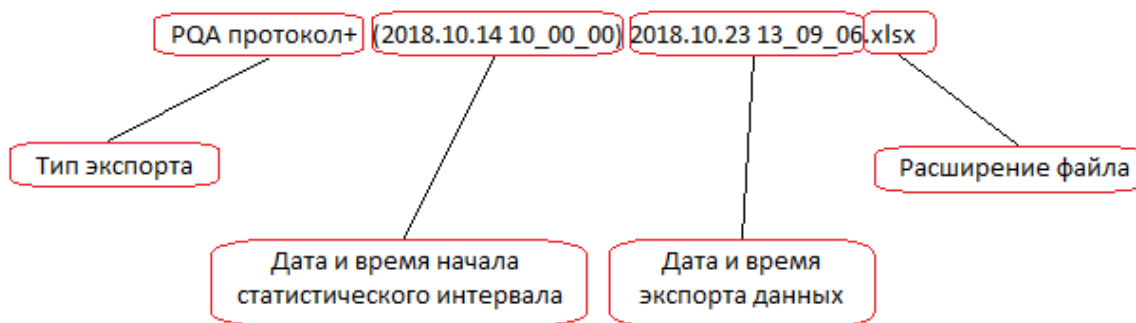 PQA протокол+ (2018.10.14 10_00_00) 2018.10.23 13_09_06.xlsx
Тип экспорта
Расширение файла
Дата и время начала
статистического интервала
Дата и время
экспорта данных